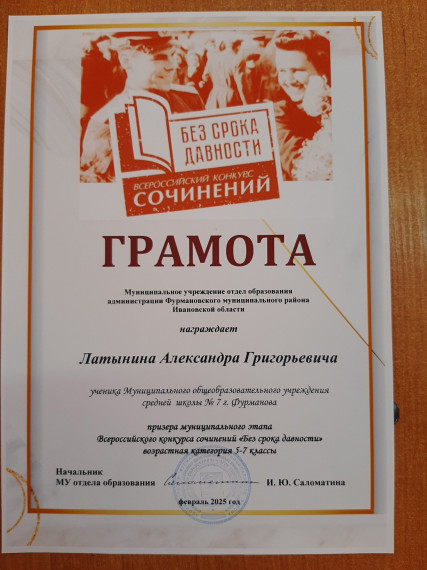 БЕЗ СРОКА
ДАВНОСТИ
ВСЕРОССИЙСКИЙ КОНКУРС
СОЧИНЕНИЙ
ГРАМОТА
Муниципальное учреждение отдел образования
администрации Фурмановского муниципального района
Ивановской области
награждает
Латынина Александра Григорьевича
ученика Муниципального общеобразовательного учреждения
средней школы № 7 г. Фурманова
призера муниципального этапа
Всероссийского конкурса сочинений «Без срока давности»
возрастная категория 5-7 классы
Начальник
МУ отдела образования И. Ю. Саломатина
февраль 2025 год